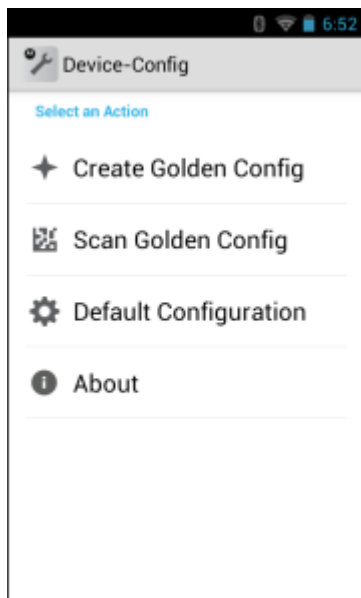 6:52
Device-Config
Select an Action
Create Golden Config
Scan Golden Config
Default Configuration
About